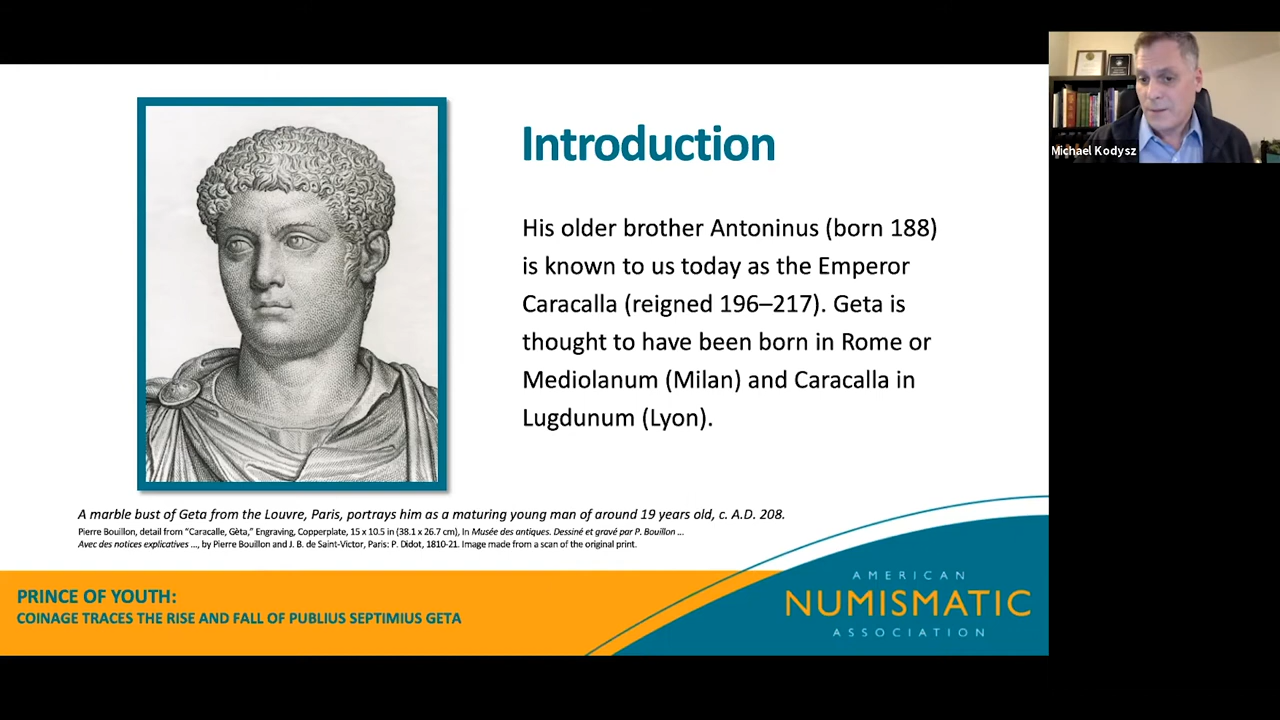 Introduction
His older brother Antoninus (born 188)
is known to us today as the Emperor
Caracalla (reigned 196–217). Geta is
thought to have been born in Rome or
Mediolanum (Milan) and Caracalla in
Lugdunum (Lyon).
A marble bust of Geta from the Louvre, Paris, portrays him as a maturing young man of around 19 years old, c. A.D. 208.
Pierre Bouillon, detail from “Caracalle, Gèta,” Engraving, Copperplate, 15 x 10.5 in (38.1 x 26.7 cm), In Musée des antiques. Dessiné et gravé par P. Bouillon ...
Avec des notices explicatives ..., by Pierre Bouillon and J. B. de Saint-Victor, Paris: P. Didot, 1810-21. Image made from a scan of the original print.
PRINCE OF YOUTH:
COINAGE TRACES THE RISE AND FALL OF PUBLIUS SEPTIMIUS GETA
AMERICAN
NUMISMATIC
ASSOCIATION
Michael Kodysz